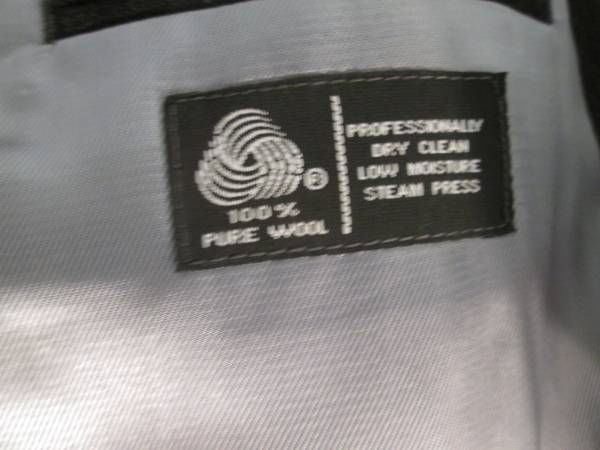 ®
100%
PURE WOOL
PROFESSIONALLY
DRY CLEAN
LOW MOISTURE
STEAM PRESS